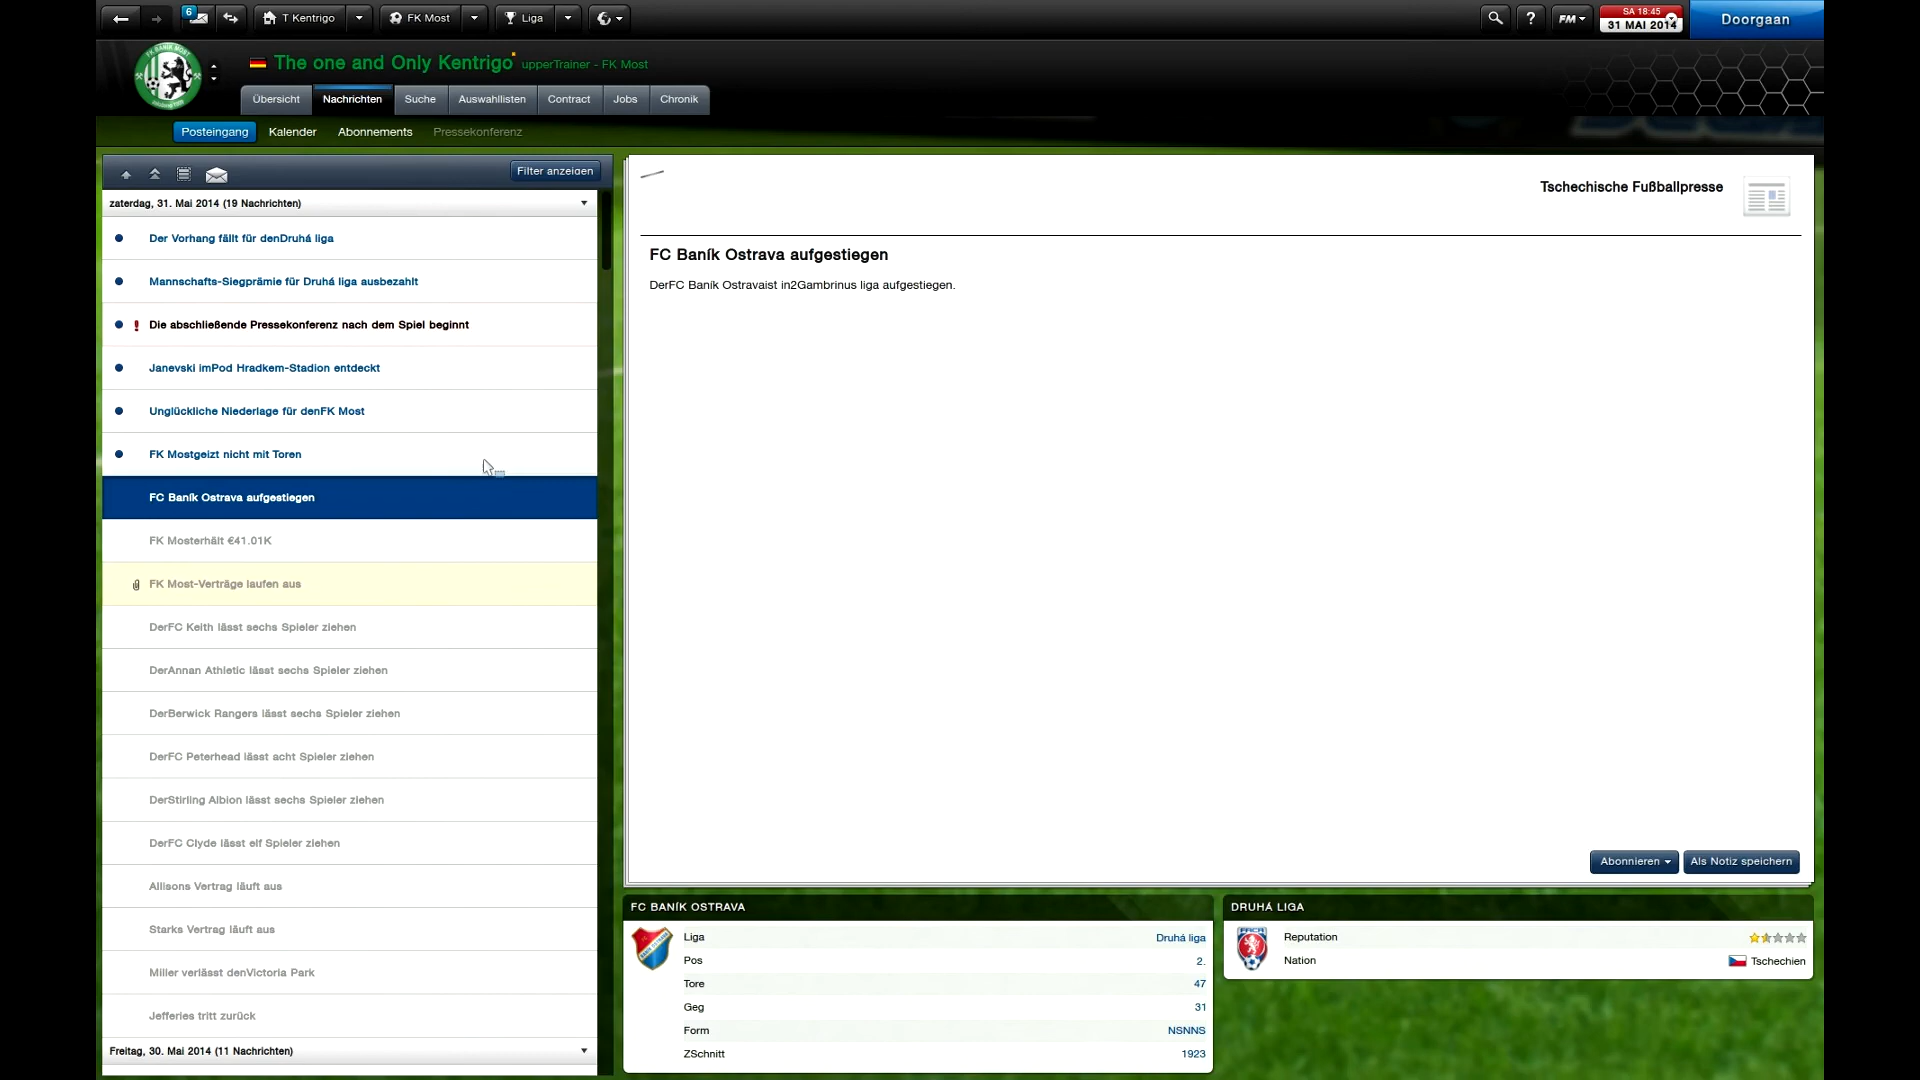 6
T Kentrigo
FK Most
Liga
?
FM
SA 18:45
31 MAI 2014
Doorgaan
The one and Only Kentrigo
upperTrainer - FK Most
Übersicht
Nachrichten
Suche
Auswahllisten
Contract
Jobs
Chronik
Posteingang
Kalender
Abonnements
Pressekonferenz
Filter anzeigen
zaterdag, 31. Mai 2014 (19 Nachrichten)
Der Vorhang fällt für denDruhá liga
Mannschafts-Siegprämie für Druhá liga ausbezahlt
Die abschließende Pressekonferenz nach dem Spiel beginnt
Janevski imPod Hradkem-Stadion entdeckt
Unglückliche Niederlage für denFK Most
FK Mostgeizt nicht mit Toren
FC Baník Ostrava aufgestiegen
FK Mosterhält €41.01K
FK Most-Verträge laufen aus
DerFC Keith lässt sechs Spieler ziehen
DerAnnan Athletic lässt sechs Spieler ziehen
DerBerwick Rangers lässt sechs Spieler ziehen
DerFC Peterhead lässt acht Spieler ziehen
DerStirling Albion lässt sechs Spieler ziehen
DerFC Clyde lässt elf Spieler ziehen
Allisons Vertrag läuft aus
Starks Vertrag läuft aus
Miller verlässt denVictoria Park
Jefferies tritt zurück
Freitag, 30. Mai 2014 (11 Nachrichten)
Tschechische Fußballpresse
FC Baník Ostrava aufgestiegen
DerFC Baník Ostravaist in2Gambrinus liga aufgestiegen.
Abonnieren
Als Notiz speichern
FC BANÍK OSTRAVA
Liga Druhá liga
Pos 2.
Tore 47
Geg 31
Form NSNNS
ZSchnitt 1923
DRUHÁ LIGA
Reputation
Nation Tschechien